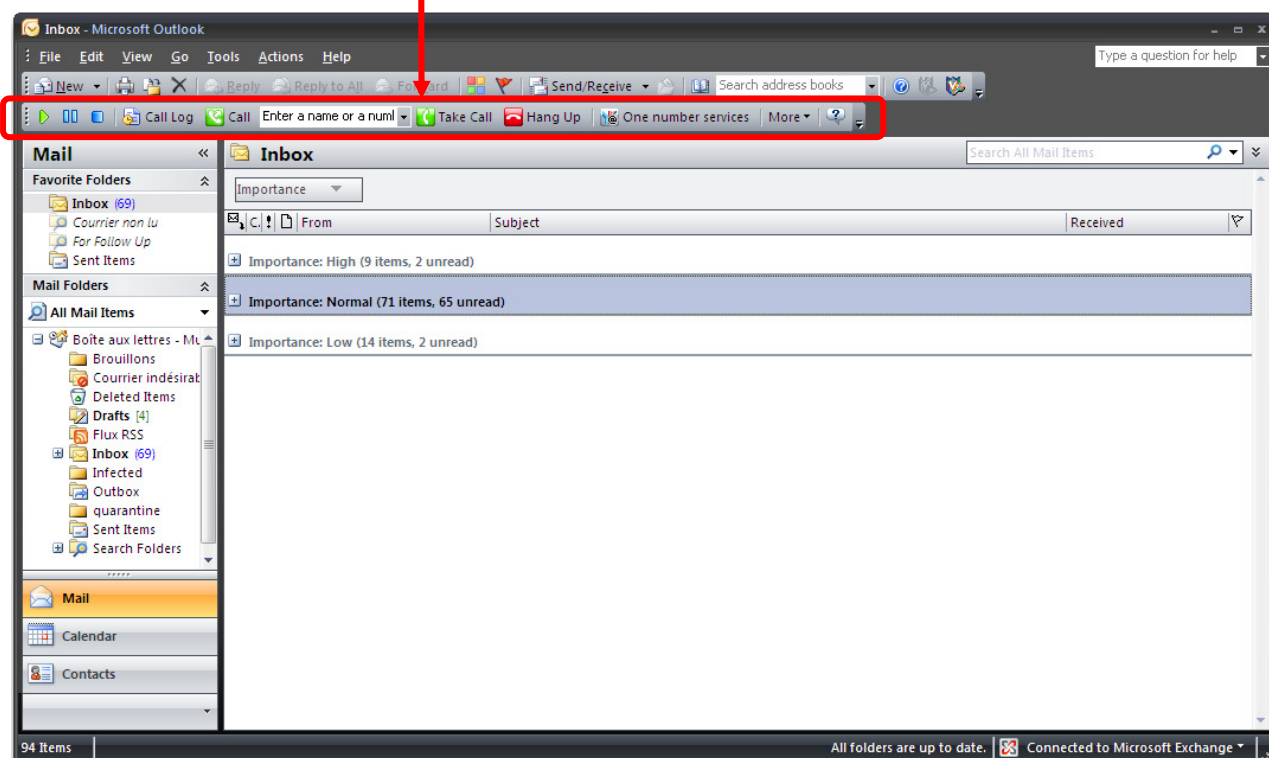 Inbox - Microsoft Outlook
File Edit View Go Tools Actions Help Type a question for help
New Reply Reply to All Forward Send/Receive Search address books
Call Log Call Enter a name or a numl Take Call Hang Up One number services More
Mail « Inbox Search All Mail Items
Favorite Folders
Importance
Inbox (69)
C. ! From Subject Received
Courrier non lu
For Follow Up
Sent Items
Importance: High (9 items, 2 unread)
Mail Folders
Importance: Normal (71 items, 65 unread)
All Mail Items
Boîte aux lettres - Mu
Importance: Low (14 items, 2 unread)
Brouillons
Courrier indésirab
Deleted Items
Drafts [4]
Flux RSS
Inbox (69)
Infected
Outbox
quarantine
Sent Items
Search Folders
Mail
Calendar
Contacts
94 Items All folders are up to date. Connected to Microsoft Exchange